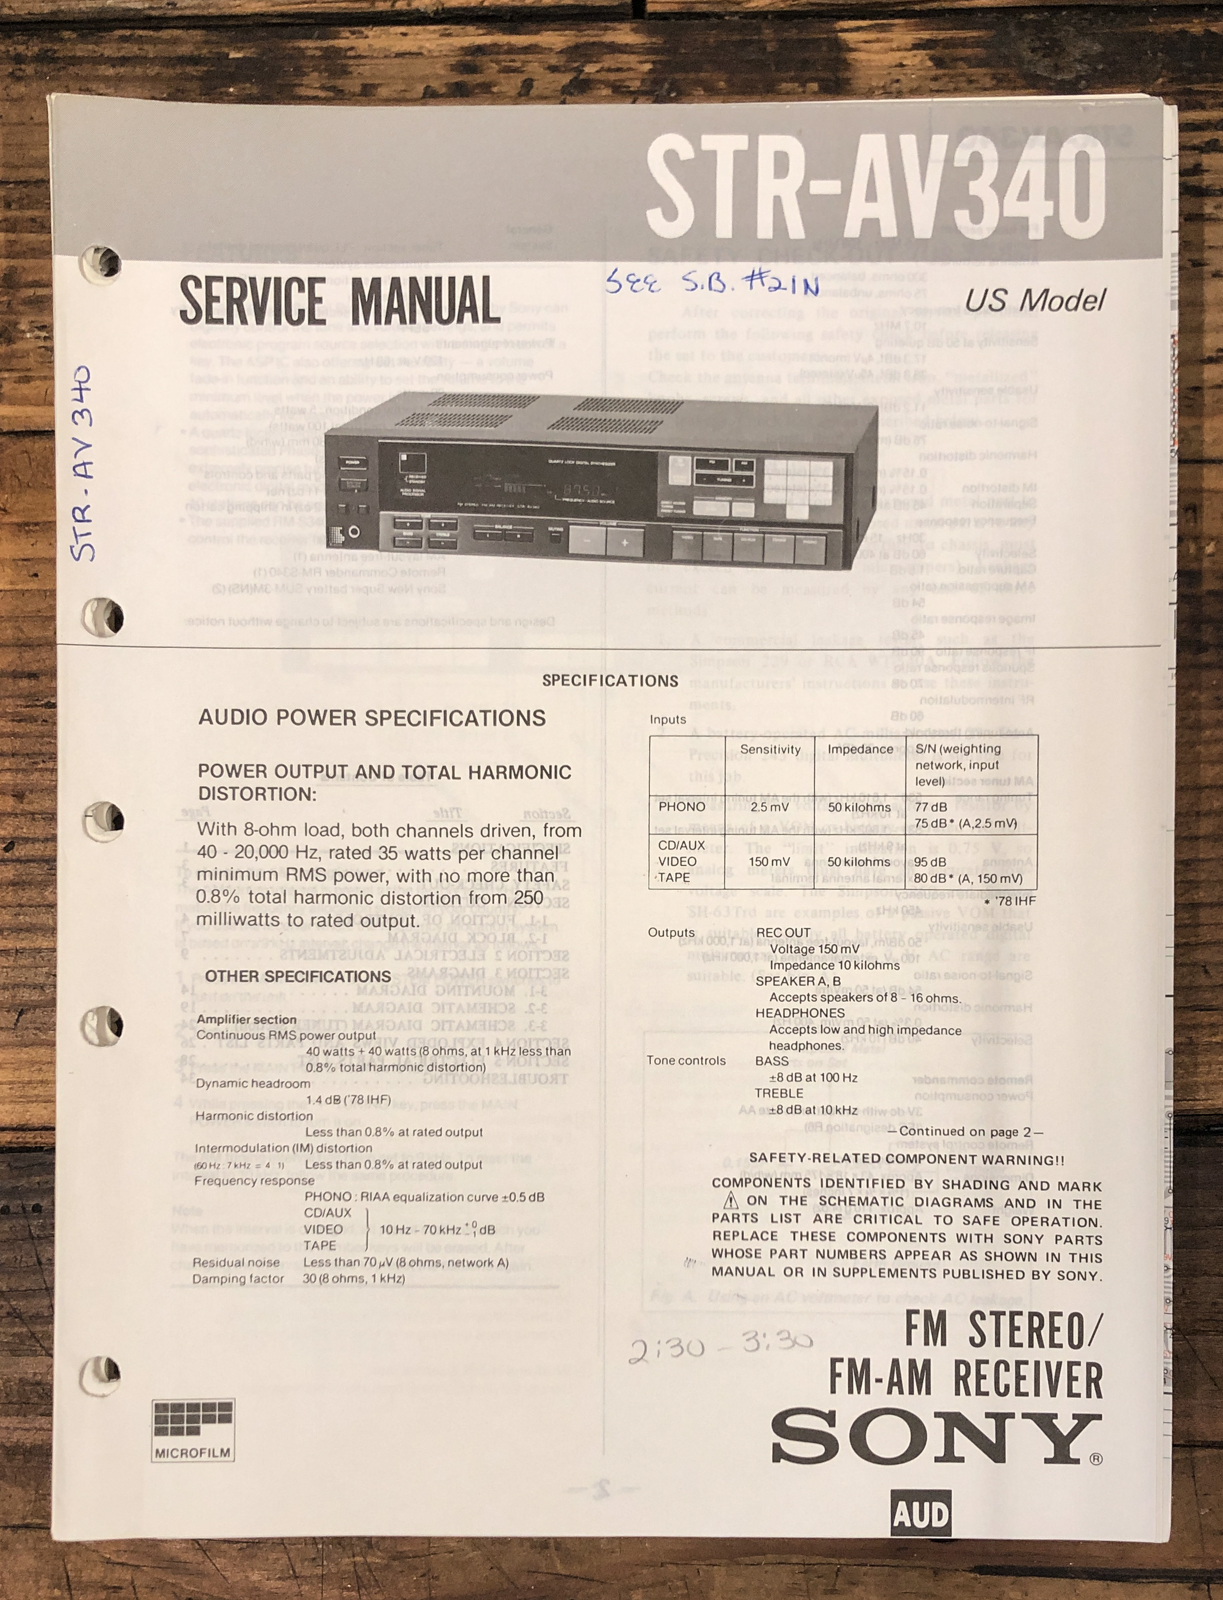 STR-AV340
SERVICE MANUAL
SEE S.B. #21N
US Model
STR-AV340
SPECIFICATIONS
AUDIO POWER SPECIFICATIONS
POWER OUTPUT AND TOTAL HARMONIC
DISTORTION:
With 8-ohm load, both channels driven, from
40 - 20,000 Hz, rated 35 watts per channel
minimum RMS power, with no more than
0.8% total harmonic distortion from 250
milliwatts to rated output.
OTHER SPECIFICATIONS
Amplifier section
Continuous RMS power output
40 watts + 40 watts (8 ohms, at 1 kHz less than
0.8% total harmonic distortion)
Dynamic headroom
1.4 dB ('78 IHF)
Harmonic distortion
Less than 0.8% at rated output
Intermodulation (IM) distortion
(60 Hz : 7 kHz = 4 : 1) Less than 0.8% at rated output
Frequency response
PHONO : RIAA equalization curve ±0.5 dB
CD/AUX
VIDEO 10 Hz - 70 kHz +0 -1 dB
TAPE
Residual noise Less than 70 µV (8 ohms, network A)
Damping factor 30 (8 ohms, 1 kHz)
Inputs
Sensitivity Impedance S/N (weighting
network, input
level)
PHONO 2.5 mV 50 kilohms 77 dB
75 dB* (A,2.5 mV)
CD/AUX
VIDEO 150 mV 50 kilohms 95 dB
TAPE 80 dB* (A, 150 mV)
* '78 IHF
Outputs REC OUT
Voltage 150 mV
Impedance 10 kilohms
SPEAKER A, B
Accepts speakers of 8 - 16 ohms.
HEADPHONES
Accepts low and high impedance
headphones.
Tone controls BASS
±8 dB at 100 Hz
TREBLE
±8 dB at 10 kHz
— Continued on page 2 —
SAFETY-RELATED COMPONENT WARNING!!
COMPONENTS IDENTIFIED BY SHADING AND MARK
⚠ ON THE SCHEMATIC DIAGRAMS AND IN THE
PARTS LIST ARE CRITICAL TO SAFE OPERATION.
REPLACE THESE COMPONENTS WITH SONY PARTS
WHOSE PART NUMBERS APPEAR AS SHOWN IN THIS
MANUAL OR IN SUPPLEMENTS PUBLISHED BY SONY.
2:30 - 3:30
FM STEREO/
FM-AM RECEIVER
SONY®
MICROFILM
AUD